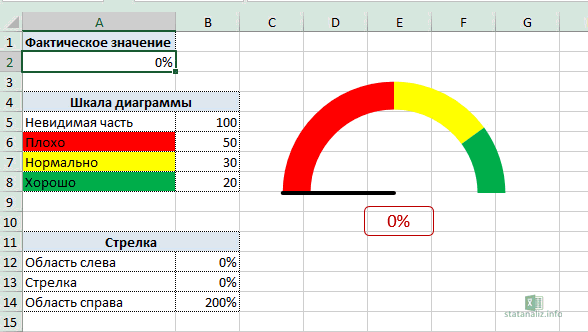 A B C D E F G
1 Фактическое значение
2 0%
3
4 Шкала диаграммы
5 Невидимая часть 100
6 Плохо 50
7 Нормально 30
8 Хорошо 20
9
10
0%
11 Стрелка
12 Область слева 0%
13 Стрелка 0%
14 Область справа 200%
15
statanaliz.info